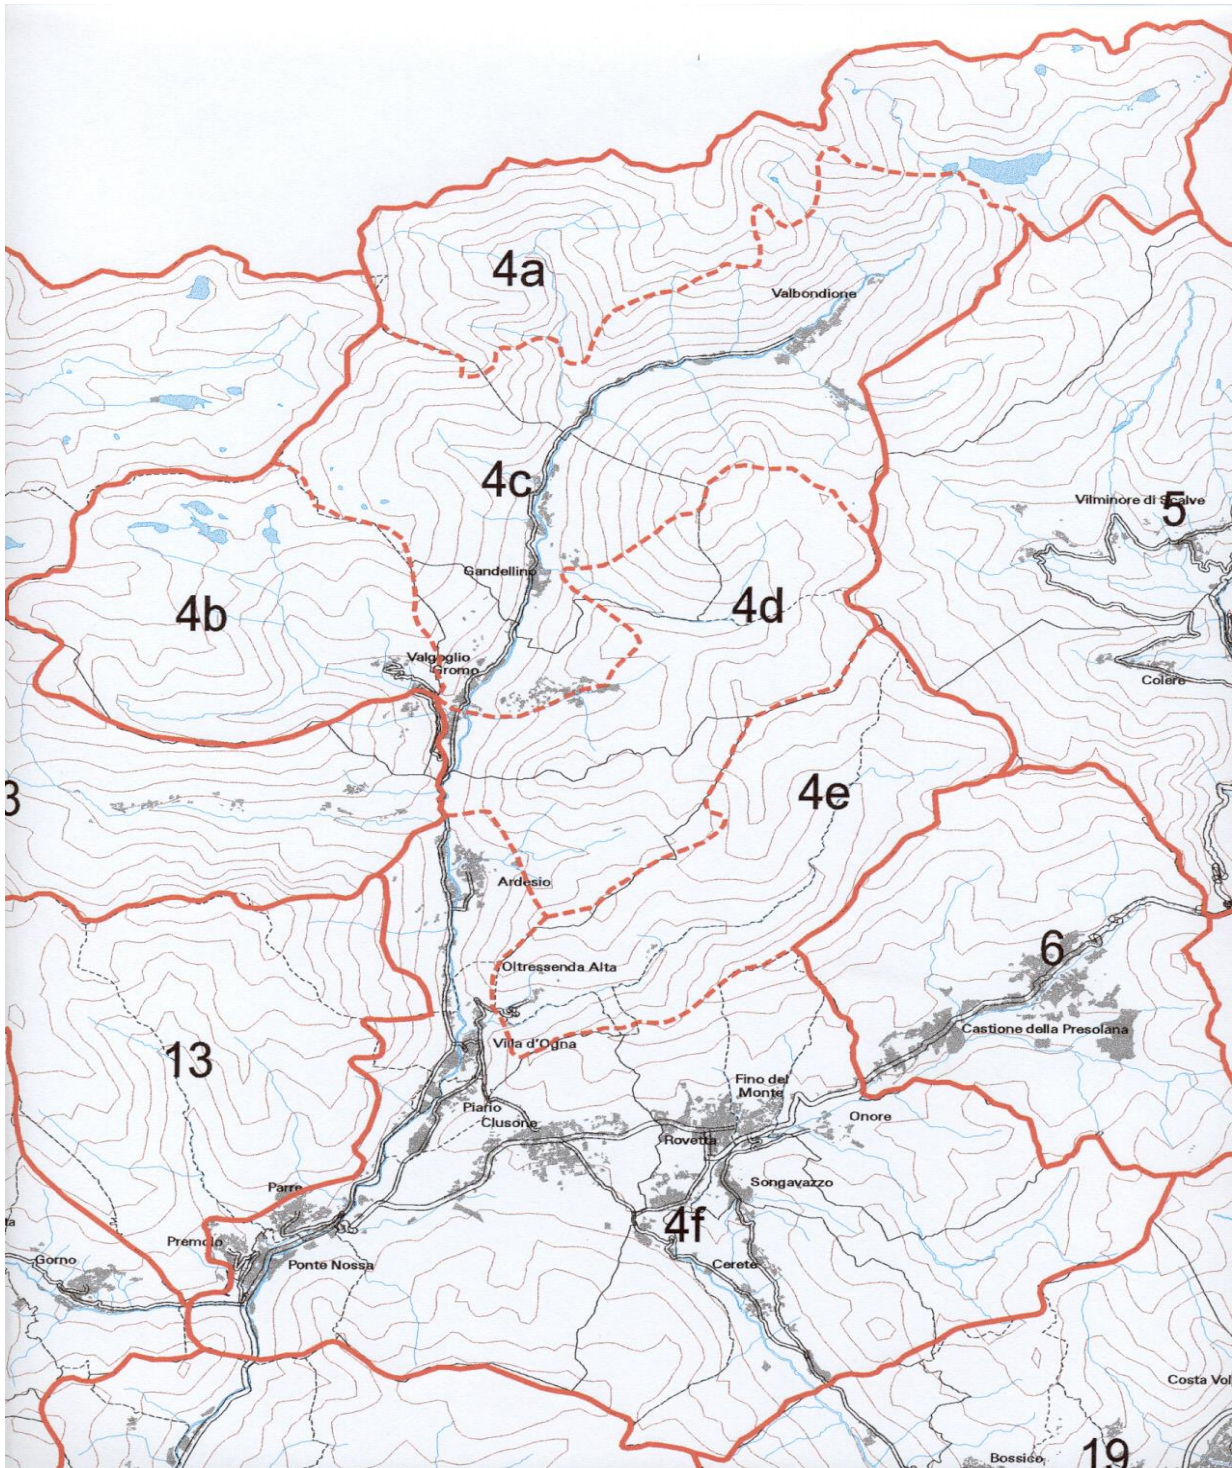 4a
Valbondione
4c
Vilminore di Scalve
5
Gandellino
4b
4d
Valgoglio
Gromo
Colere
3
4e
Ardesio
6
Oltressenda Alta
Castione della Presolana
Villa d'Ogna
13
Fino del
Monte
Piario
Onore
Clusone
Rovetta
Parre
Songavazzo
ta
4f
Premolo
Gorno
Ponte Nossa
Cerete
Costa Vol
19
Bossico